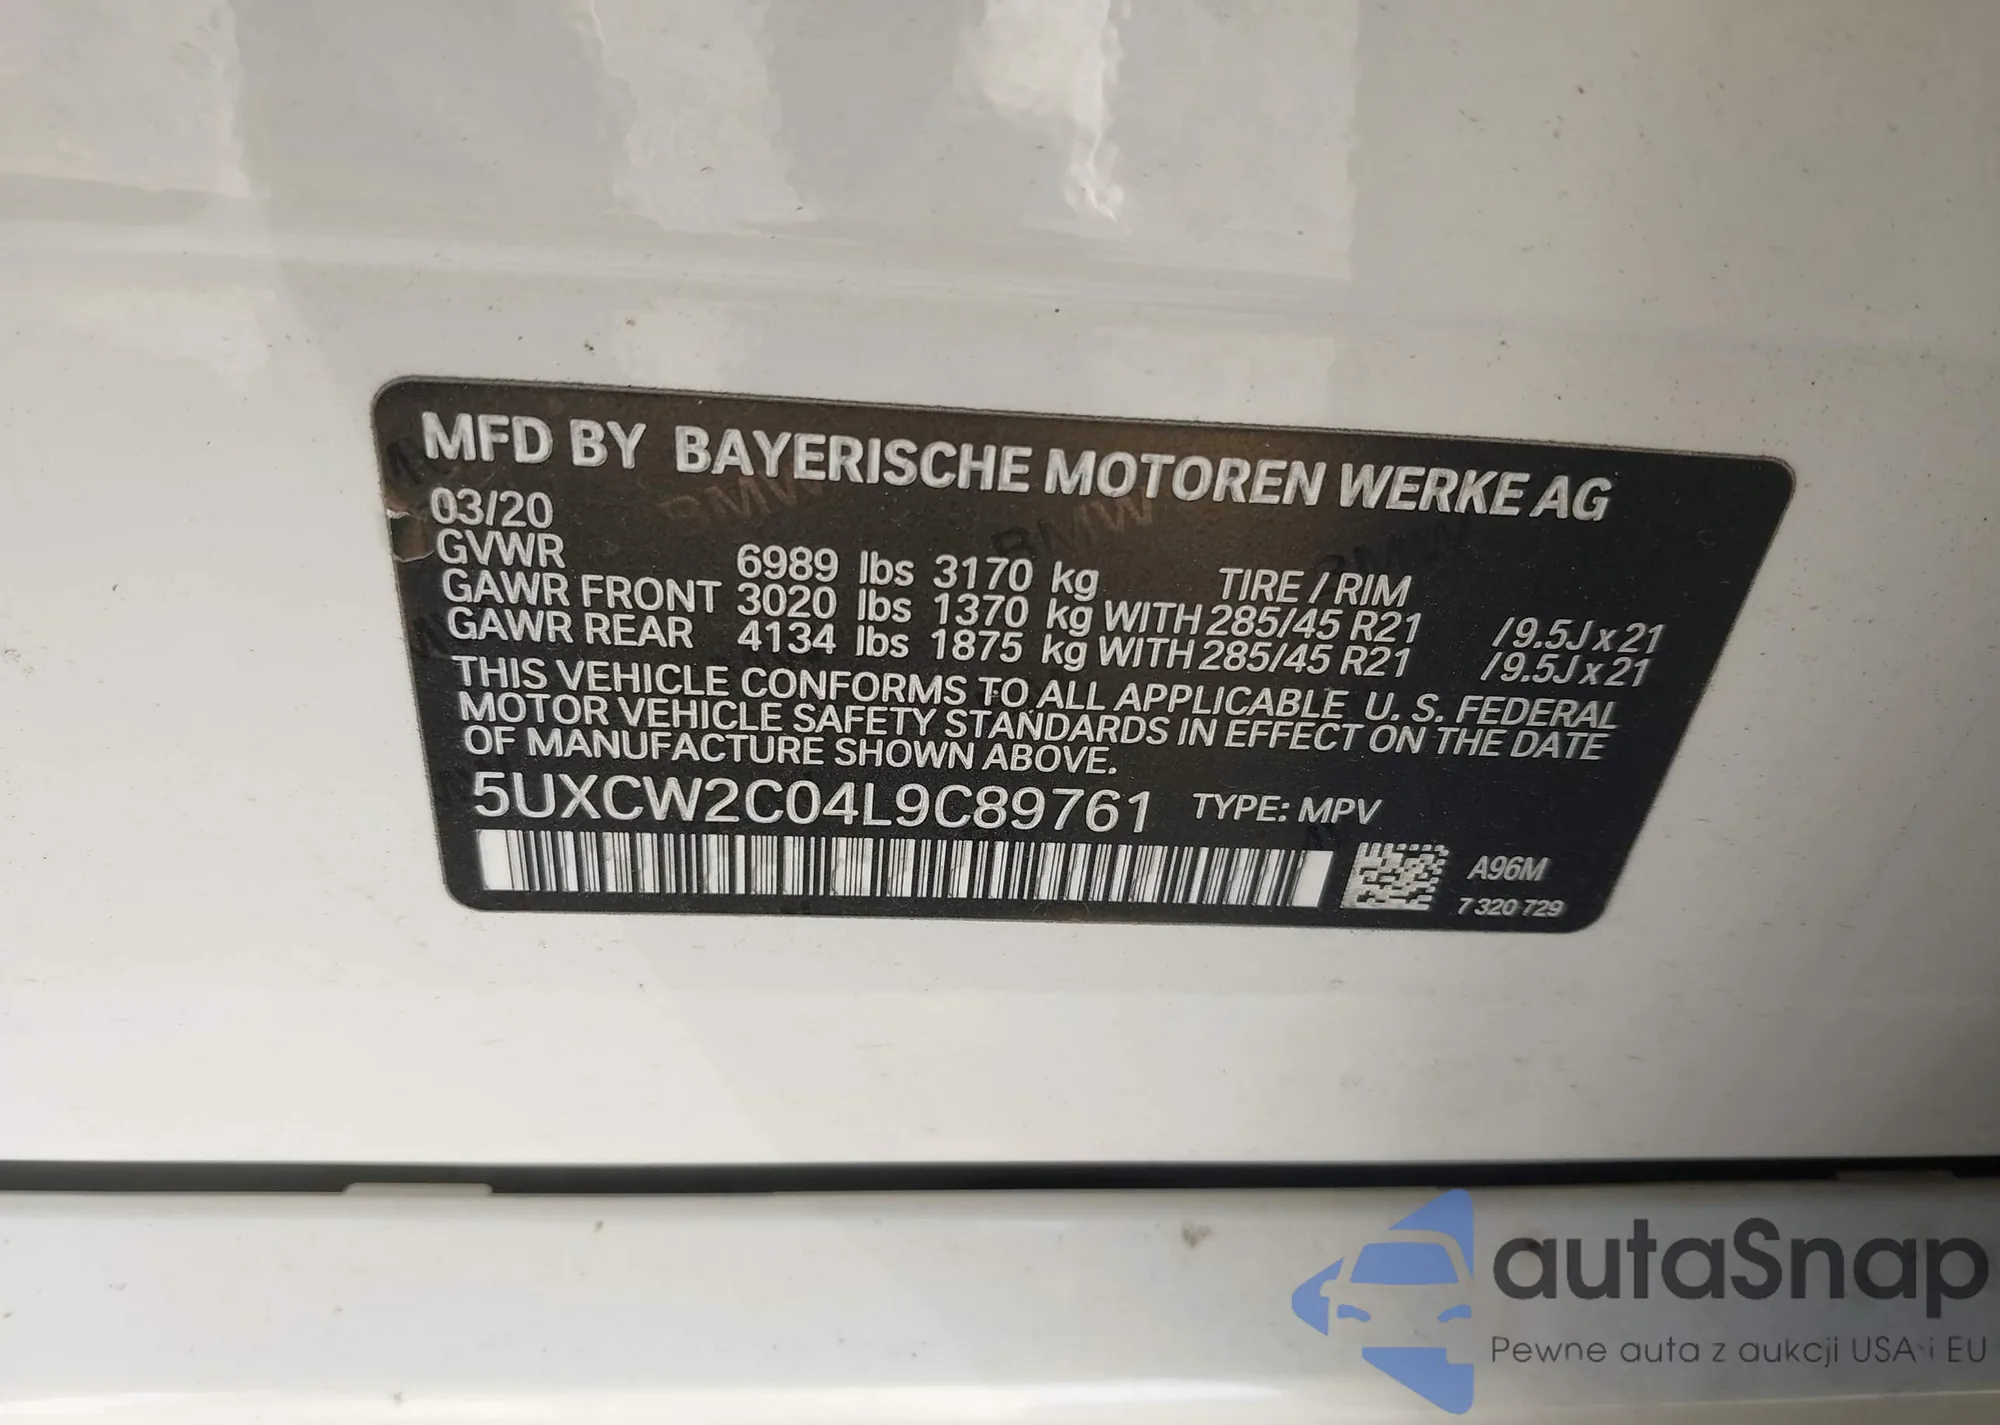 MFD BY BAYERISCHE MOTOREN WERKE AG
03/20
GVWR 6989 lbs 3170 kg TIRE / RIM
GAWR FRONT 3020 lbs 1370 kg WITH 285/45 R21 /9.5J x 21
GAWR REAR 4134 lbs 1875 kg WITH 285/45 R21 /9.5J x 21
THIS VEHICLE CONFORMS TO ALL APPLICABLE U. S. FEDERAL
MOTOR VEHICLE SAFETY STANDARDS IN EFFECT ON THE DATE
OF MANUFACTURE SHOWN ABOVE.
5UXCW2C04L9C89761 TYPE: MPV
A96M
7 320 729
BMW BMW BMW
autaSnap
Pewne auta z aukcji USA i EU